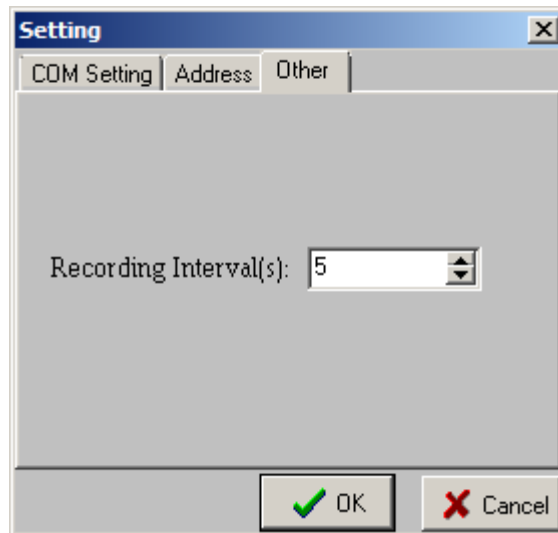 Setting
COM Setting Address Other
Recording Interval(s): 5
OK Cancel